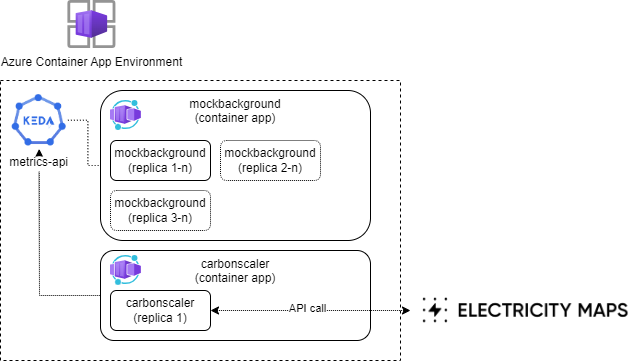 Azure Container App Environment
KEDA
metrics-api
mockbackground
(container app)
mockbackground
(replica 1-n)
mockbackground
(replica 2-n)
mockbackground
(replica 3-n)
carbonscaler
(container app)
carbonscaler
(replica 1)
API call
ELECTRICITY MAPS